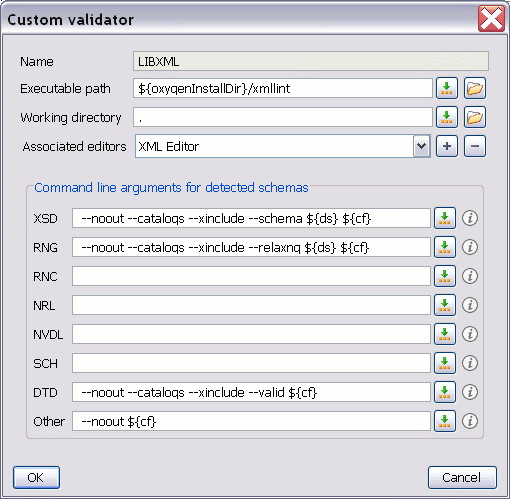 Custom validator
Name LIBXML
Executable path ${oxygenInstallDir}/xmllint
Working directory .
Associated editors XML Editor
Command line arguments for detected schemas
XSD --noout --catalogs --xinclude --schema ${ds} ${cf}
RNG --noout --catalogs --xinclude --relaxng ${ds} ${cf}
RNC
NRL
NVDL
SCH
DTD --noout --catalogs --xinclude --valid ${cf}
Other --noout ${cf}
OK Cancel